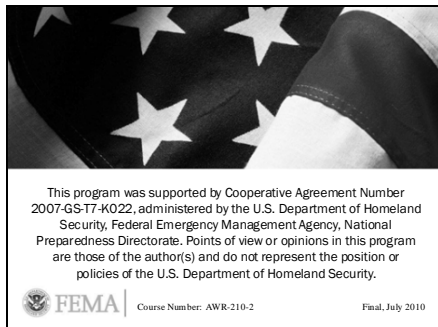 This program was supported by Cooperative Agreement Number
2007-GS-T7-K022, administered by the U.S. Department of Homeland
Security, Federal Emergency Management Agency, National
Preparedness Directorate. Points of view or opinions in this program
are those of the author(s) and do not represent the position or
policies of the U.S. Department of Homeland Security.
FEMA Course Number: AWR-210-2 Final, July 2010